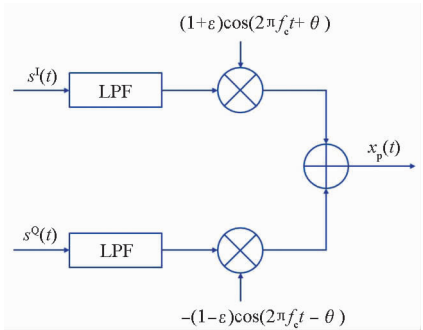 (1+ε)cos(2πf_c t+ θ )
s^I(t)
LPF
x_p(t)
s^Q(t)
LPF
-(1-ε)cos(2πf_c t - θ )